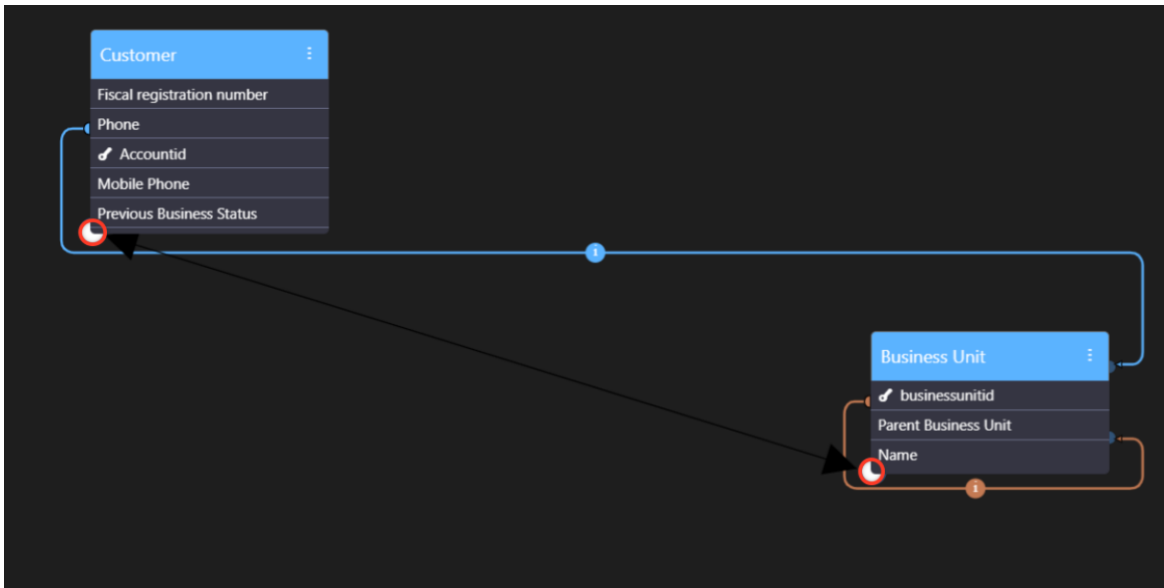 Customer
Fiscal registration number
Phone
Accountid
Mobile Phone
Previous Business Status
1
Business Unit
businessunitid
Parent Business Unit
Name
1